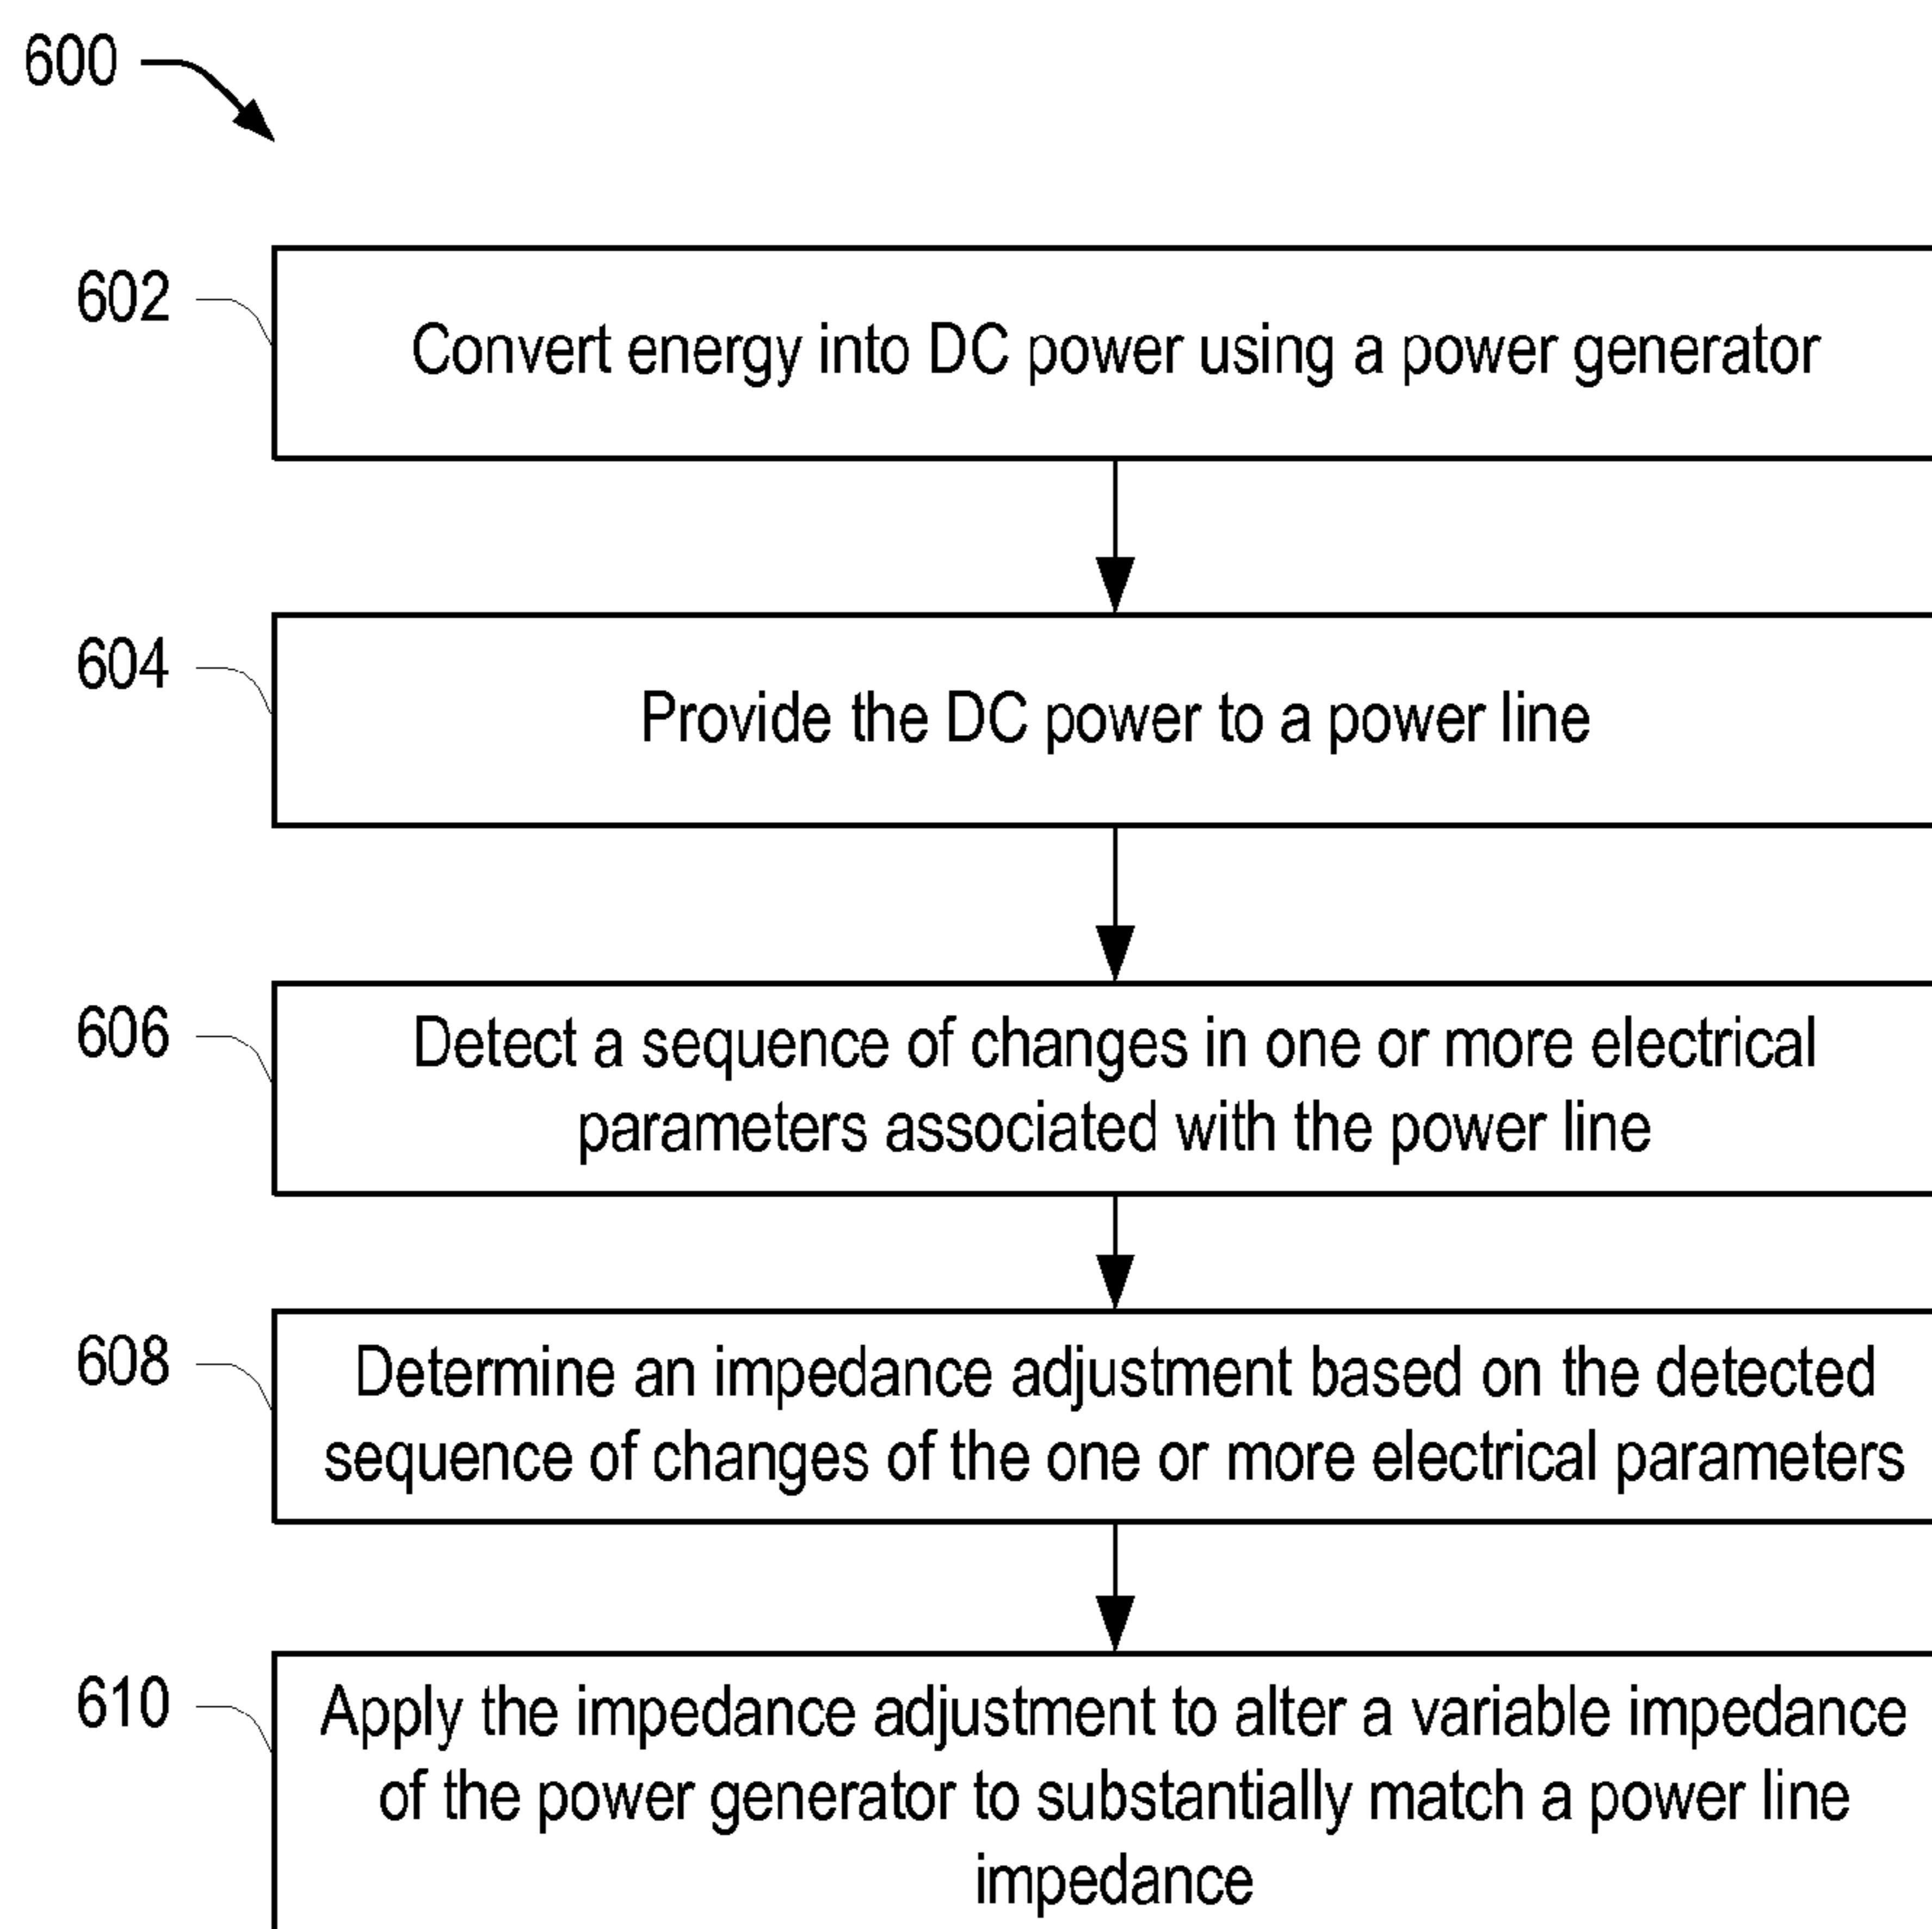 600
602
Convert energy into DC power using a power generator
604
Provide the DC power to a power line
606
Detect a sequence of changes in one or more electrical
parameters associated with the power line
608
Determine an impedance adjustment based on the detected
sequence of changes of the one or more electrical parameters
610
Apply the impedance adjustment to alter a variable impedance
of the power generator to substantially match a power line
impedance